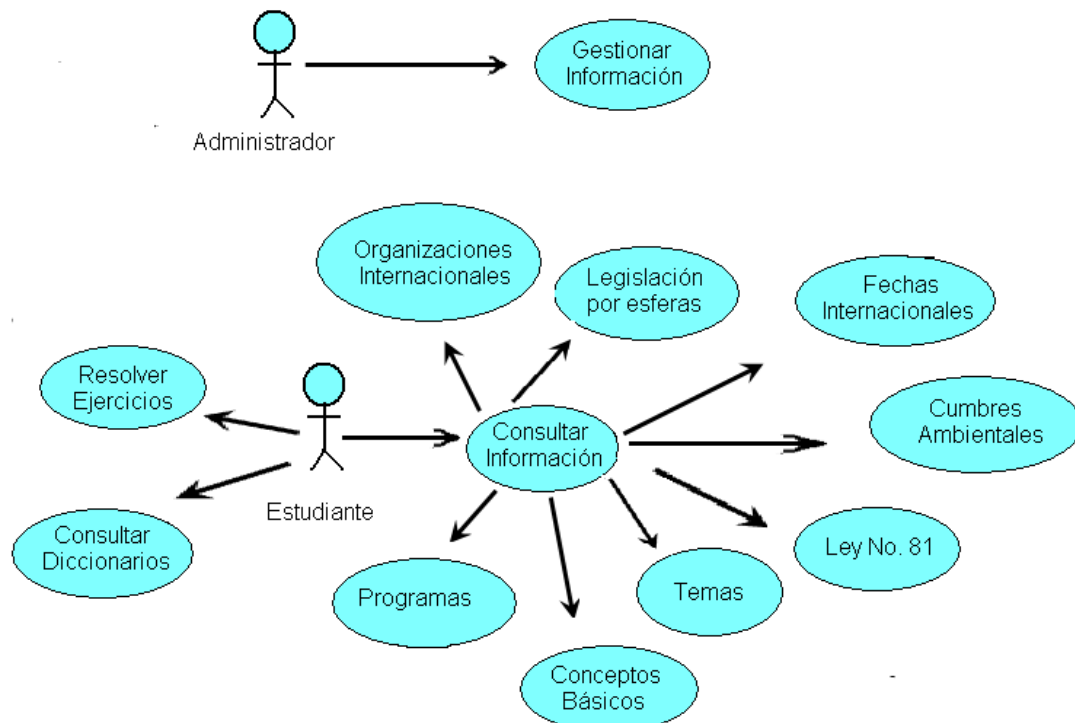 Gestionar
Información
Administrador
Organizaciones
Internacionales
Legislación
por esferas
Fechas
Internacionales
Resolver
Ejercicios
Consultar
Información
Cumbres
Ambientales
Estudiante
Consultar
Diccionarios
Ley No. 81
Programas
Temas
Conceptos
Básicos